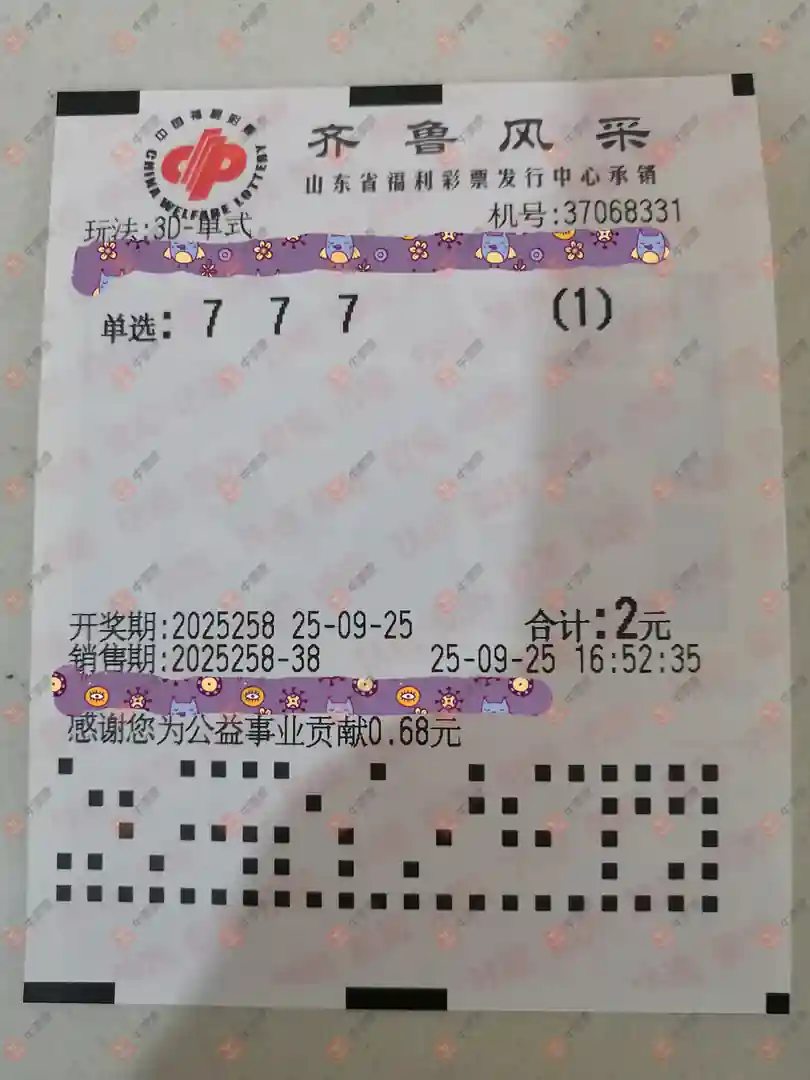 中国福利彩票
CHINA WELFARE LOTTERY
齐鲁风采
山东省福利彩票发行中心承销
玩法:3D-单式
机号:37068331
单选: 7 7 7 (1)
开奖期:2025258 25-09-25 合计:2元
销售期:2025258-38 25-09-25 16:52:35
感谢您为公益事业贡献0.68元